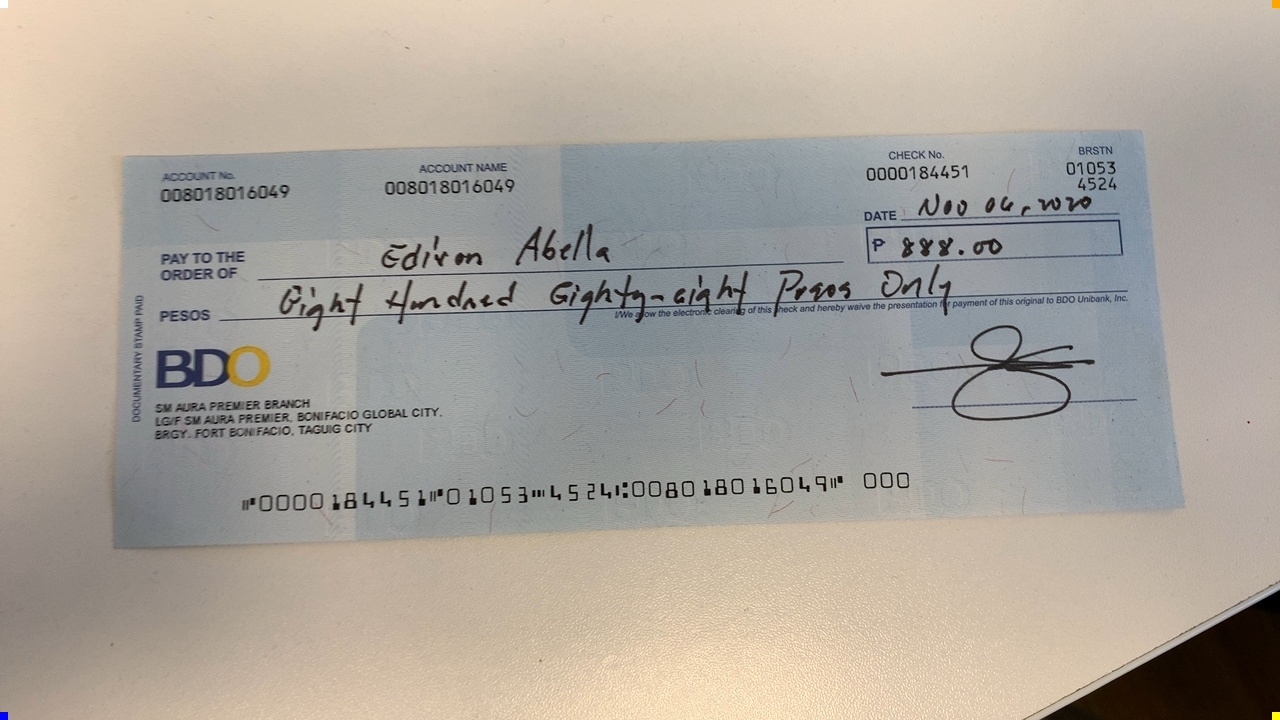 ACCOUNT No.
008018016049
ACCOUNT NAME
008018016049
CHECK No.
0000184451
BRSTN
01053
4524
DATE Nov 06, 2020
PAY TO THE
ORDER OF Edison Abella
₱ 888.00
PESOS Eight Hundred Eighty-eight Pesos Only
I/We allow the electronic clearing of this check and hereby waive the presentation for payment of this original to BDO Unibank, Inc.
DOCUMENTARY STAMP PAID
BDO
SM AURA PREMIER BRANCH
LG/F SM AURA PREMIER, BONIFACIO GLOBAL CITY,
BRGY. FORT BONIFACIO, TAGUIG CITY
⑈0000184451⑈01053⑉4524⑆008018016049⑈ 000